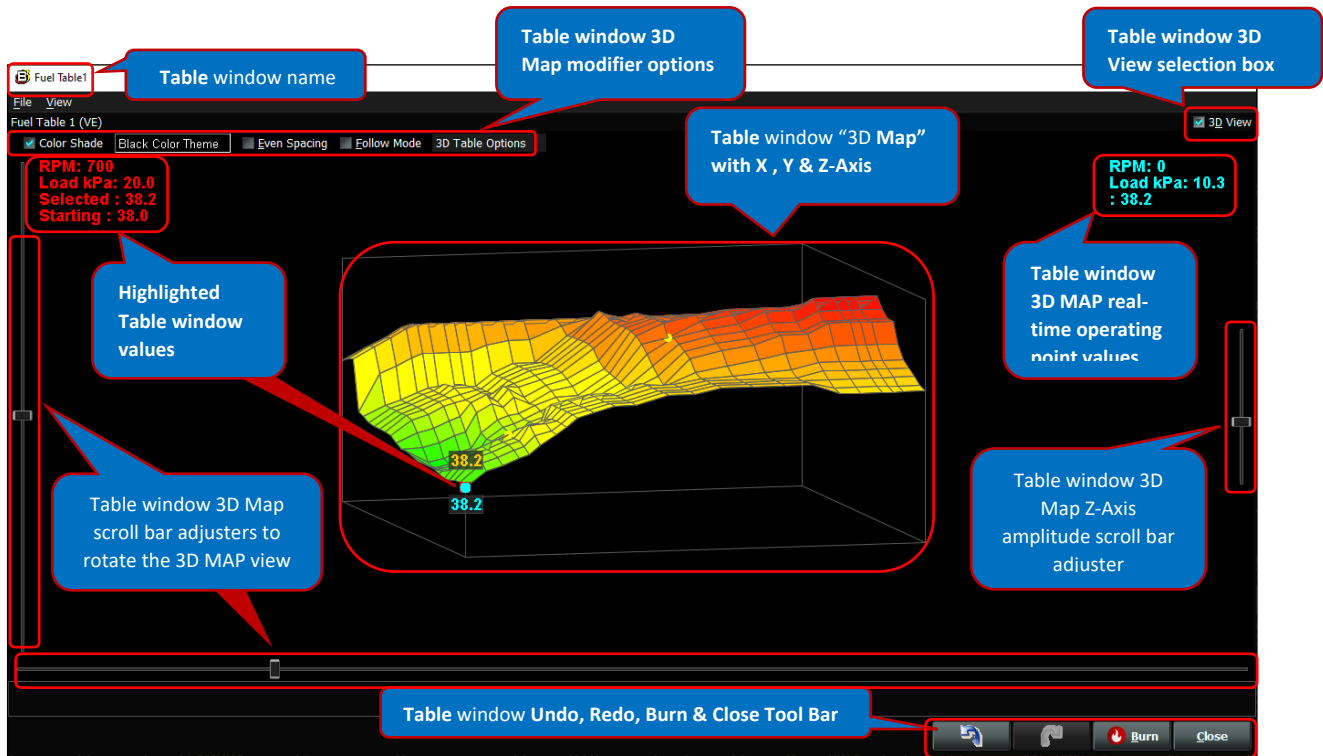 Table window 3D
Map modifier options
Table window 3D
View selection box
Fuel Table1
Table window name
File View
Fuel Table 1 (VE)
3D View
Color Shade
Black Color Theme
Even Spacing
Follow Mode
3D Table Options
Table window “3D Map”
with X , Y & Z-Axis
RPM: 700
Load kPa: 20.0
Selected : 38.2
Starting : 38.0
RPM: 0
Load kPa: 10.3
: 38.2
Highlighted
Table window
values
Table window
3D MAP real-
time operating
point values
38.2
38.2
Table window 3D Map
scroll bar adjusters to
rotate the 3D MAP view
Table window 3D
Map Z-Axis
amplitude scroll bar
adjuster
Table window Undo, Redo, Burn & Close Tool Bar
Burn
Close